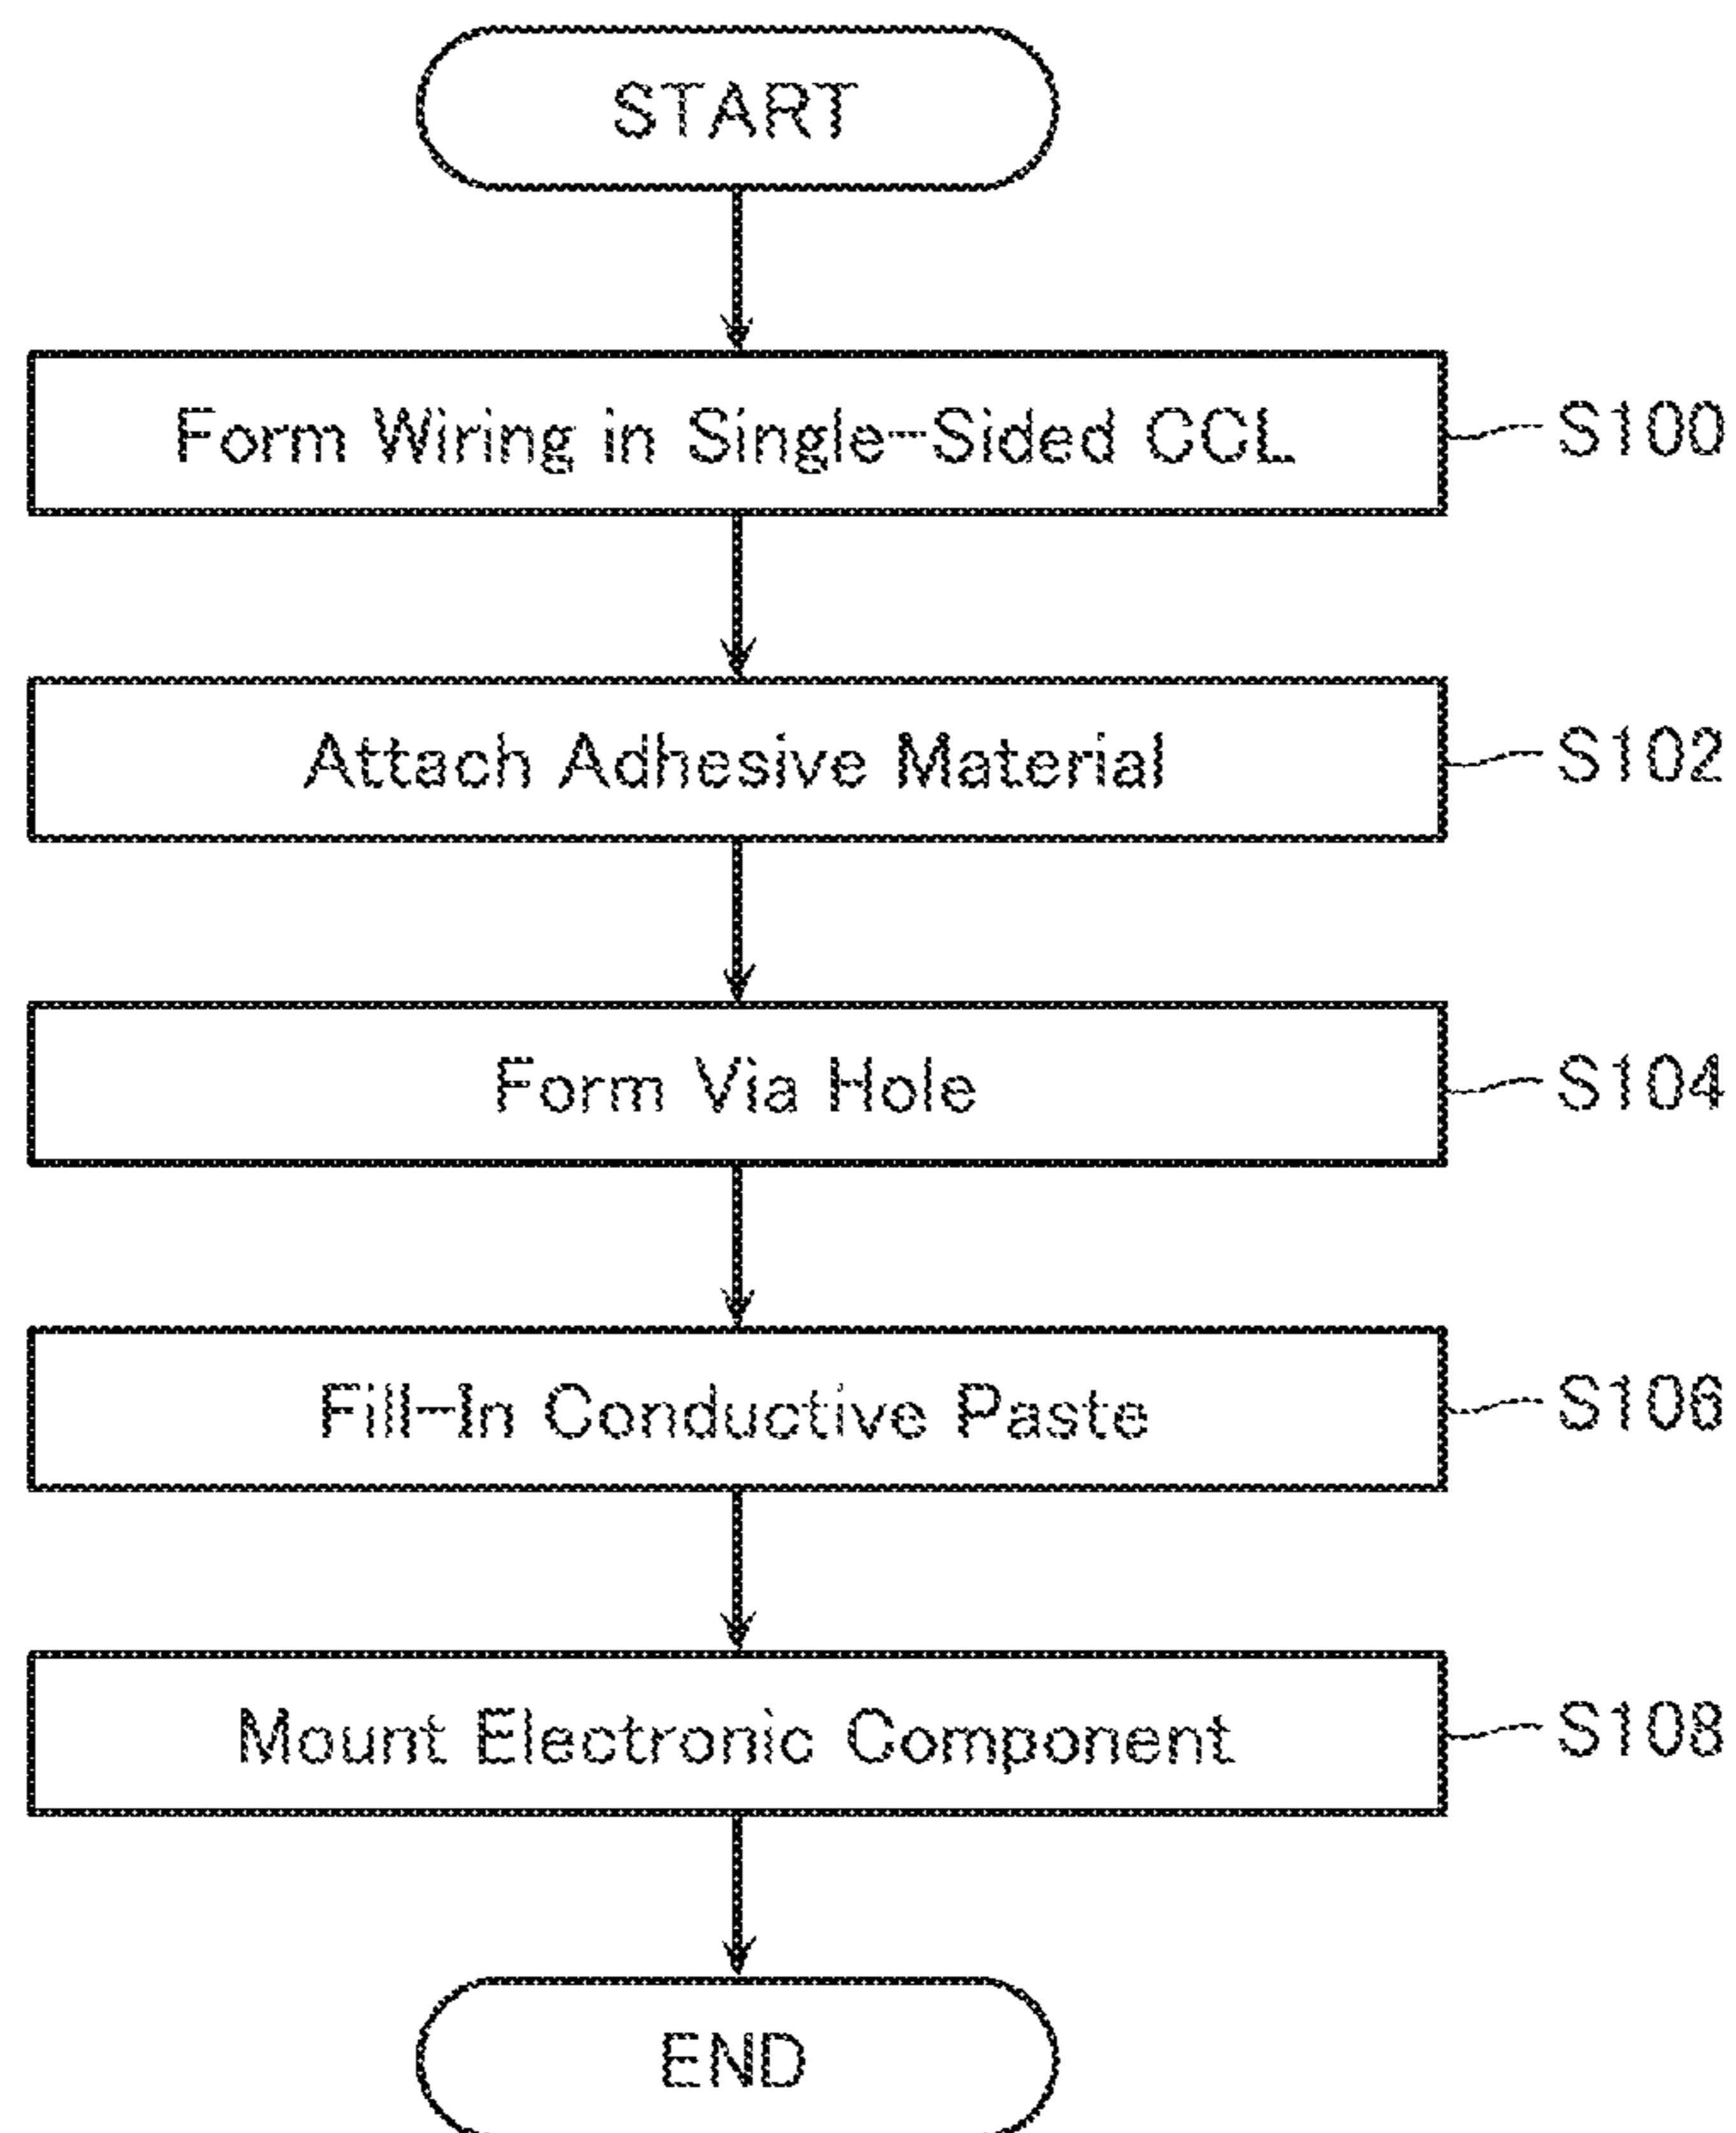 START
Form Wiring in Single-Sided CCL
S100
Attach Adhesive Material
S102
Form Via Hole
S104
Fill-In Conductive Paste
S106
Mount Electronic Component
S108
END